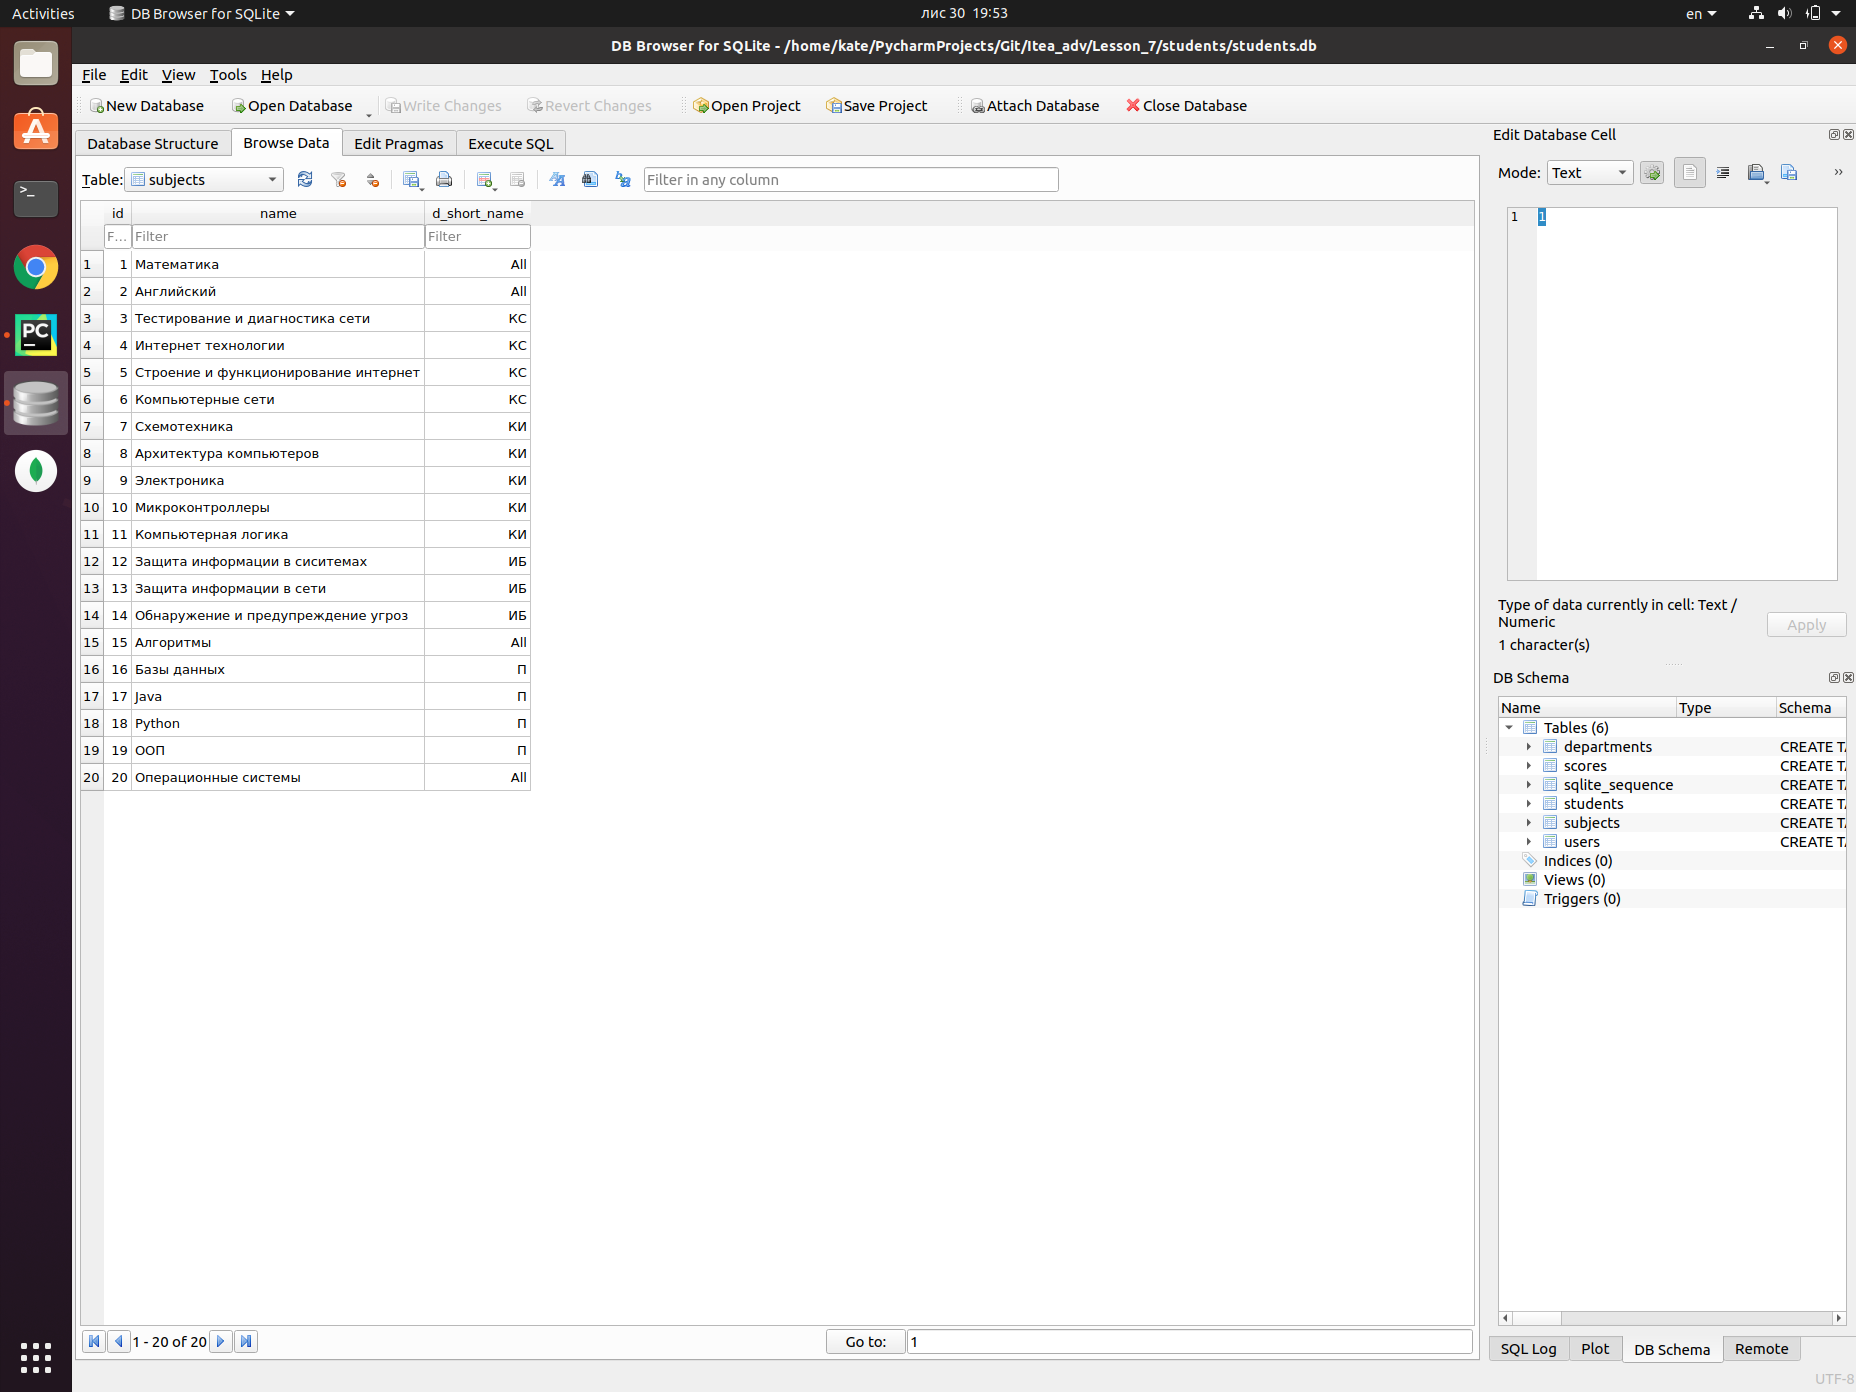 Activities DB Browser for SQLite лис 30 19:53 en
DB Browser for SQLite - /home/kate/PycharmProjects/Git/Itea_adv/Lesson_7/students/students.db
File Edit View Tools Help
New Database Open Database Write Changes Revert Changes Open Project Save Project Attach Database Close Database
Database Structure Browse Data Edit Pragmas Execute SQL
Table: subjects Filter in any column
id name d_short_name
F... Filter Filter
1 1 Математика All
2 2 Английский All
3 3 Тестирование и диагностика сети КС
4 4 Интернет технологии КС
5 5 Строение и функционирование интернет КС
6 6 Компьютерные сети КС
7 7 Схемотехника КИ
8 8 Архитектура компьютеров КИ
9 9 Электроника КИ
10 10 Микроконтроллеры КИ
11 11 Компьютерная логика КИ
12 12 Защита информации в сиситемах ИБ
13 13 Защита информации в сети ИБ
14 14 Обнаружение и предупреждение угроз ИБ
15 15 Алгоритмы All
16 16 Базы данных П
17 17 Java П
18 18 Python П
19 19 ООП П
20 20 Операционные системы All
1 - 20 of 20 Go to: 1
Edit Database Cell
Mode: Text
1 1
Type of data currently in cell: Text /
Numeric
1 character(s)
Apply
DB Schema
Name Type Schema
Tables (6)
departments CREATE TA
scores CREATE TA
sqlite_sequence CREATE TA
students CREATE TA
subjects CREATE TA
users CREATE TA
Indices (0)
Views (0)
Triggers (0)
SQL Log Plot DB Schema Remote
UTF-8
PC